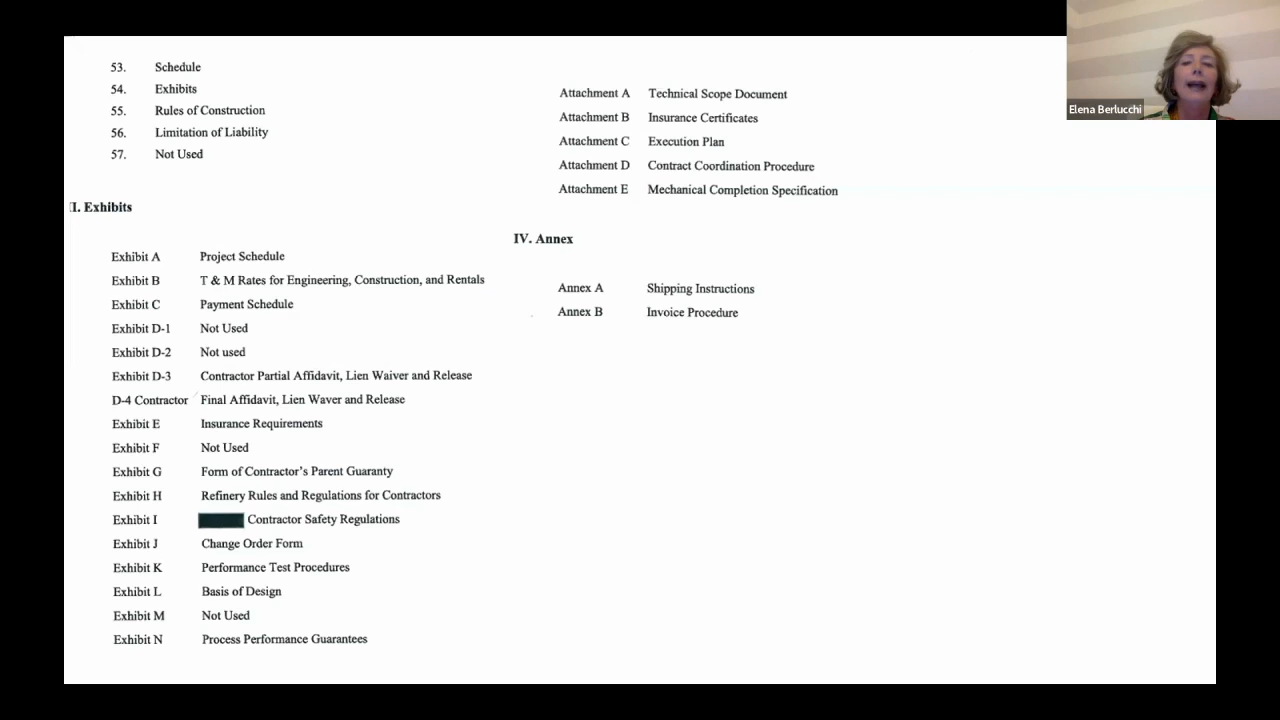 53. Schedule
54. Exhibits
55. Rules of Construction
56. Limitation of Liability
57. Not Used
II. Exhibits
Exhibit A Project Schedule
Exhibit B T & M Rates for Engineering, Construction, and Rentals
Exhibit C Payment Schedule
Exhibit D-1 Not Used
Exhibit D-2 Not used
Exhibit D-3 Contractor Partial Affidavit, Lien Waiver and Release
D-4 Contractor Final Affidavit, Lien Waver and Release
Exhibit E Insurance Requirements
Exhibit F Not Used
Exhibit G Form of Contractor's Parent Guaranty
Exhibit H Refinery Rules and Regulations for Contractors
Exhibit I Contractor Safety Regulations
Exhibit J Change Order Form
Exhibit K Performance Test Procedures
Exhibit L Basis of Design
Exhibit M Not Used
Exhibit N Process Performance Guarantees
Attachment A Technical Scope Document
Attachment B Insurance Certificates
Attachment C Execution Plan
Attachment D Contract Coordination Procedure
Attachment E Mechanical Completion Specification
IV. Annex
Annex A Shipping Instructions
Annex B Invoice Procedure
Elena Berlucchi